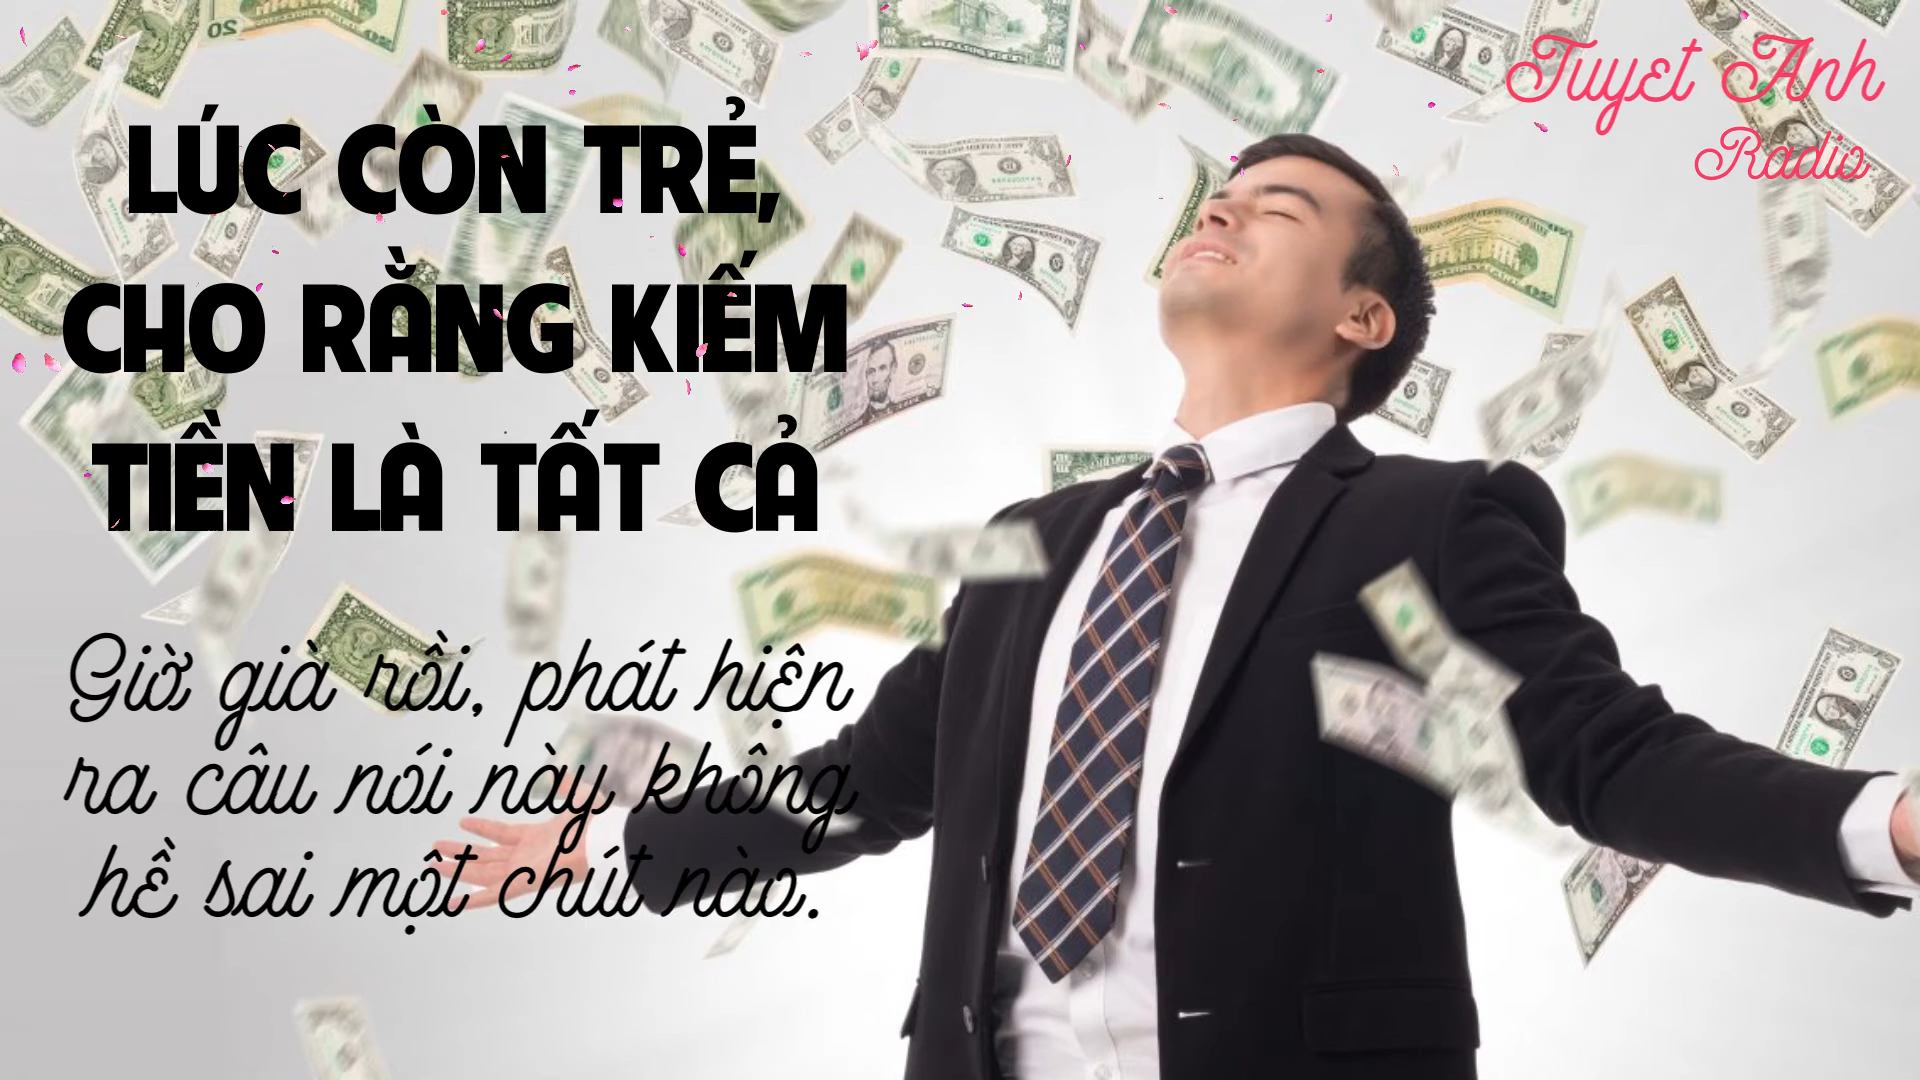 LÚC CÒN TRẺ,
CHO RẰNG KIẾM
TIỀN LÀ TẤT CẢ
Giờ già rồi, phát hiện
ra câu nói này không
hề sai một chút nào.
Tuyet Anh
Radio